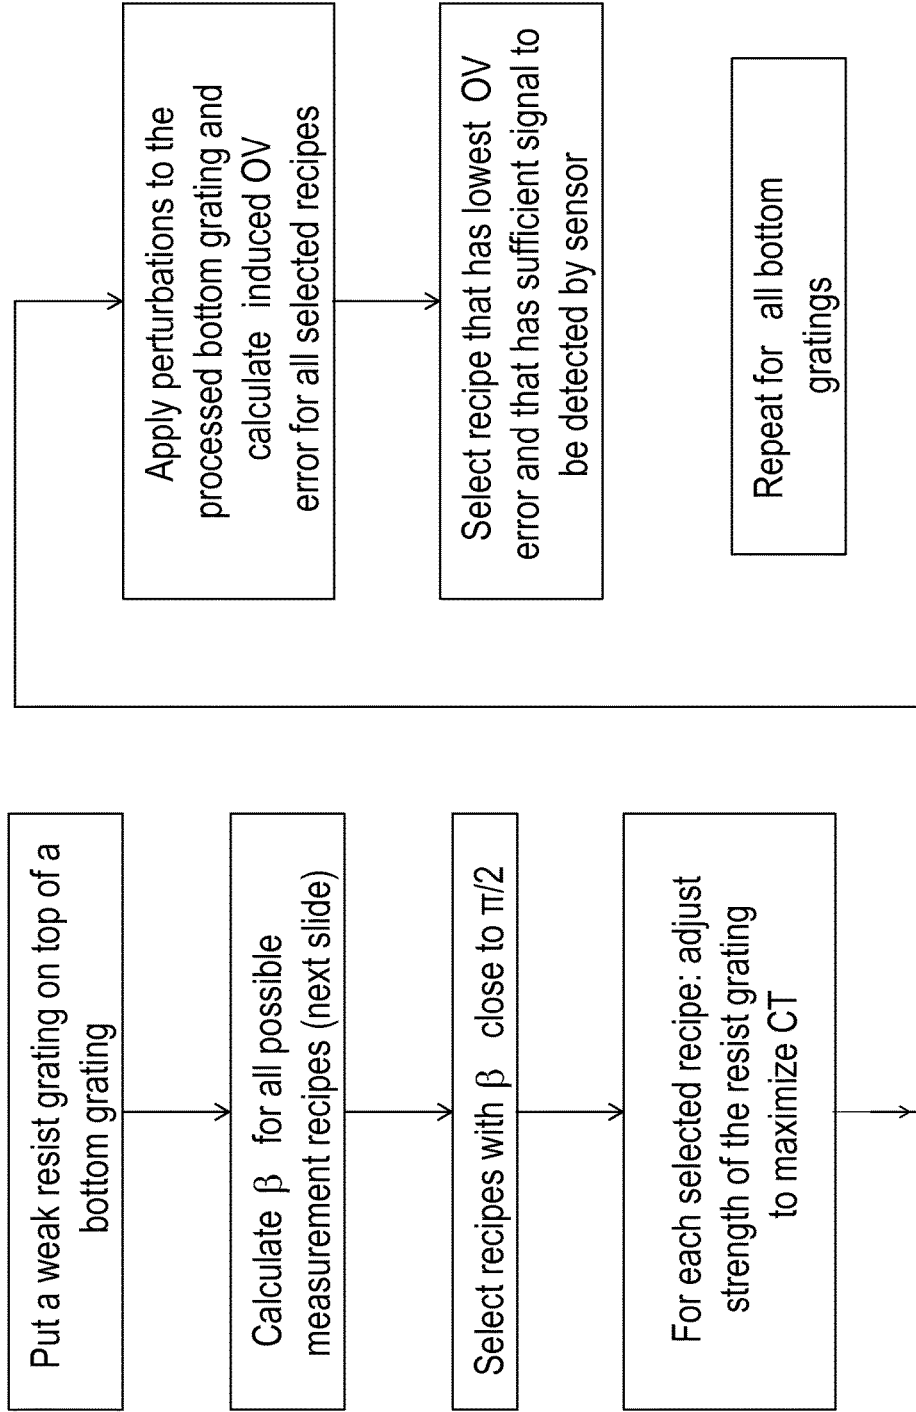 Put a weak resist grating on top of a
bottom grating
Calculate β for all possible
measurement recipes (next slide)
Select recipes with β close to π/2
For each selected recipe: adjust
strength of the resist grating
to maximize CT
Apply perturbations to the
processed bottom grating and
calculate induced OV
error for all selected recipes
Select recipe that has lowest OV
error and that has sufficient signal to
be detected by sensor
Repeat for all bottom
gratings